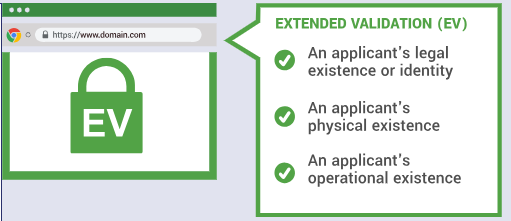 https://www.domain.com
EV
EXTENDED VALIDATION (EV)
An applicant's legal
existence or identity
An applicant's
physical existence
An applicant's
operational existence